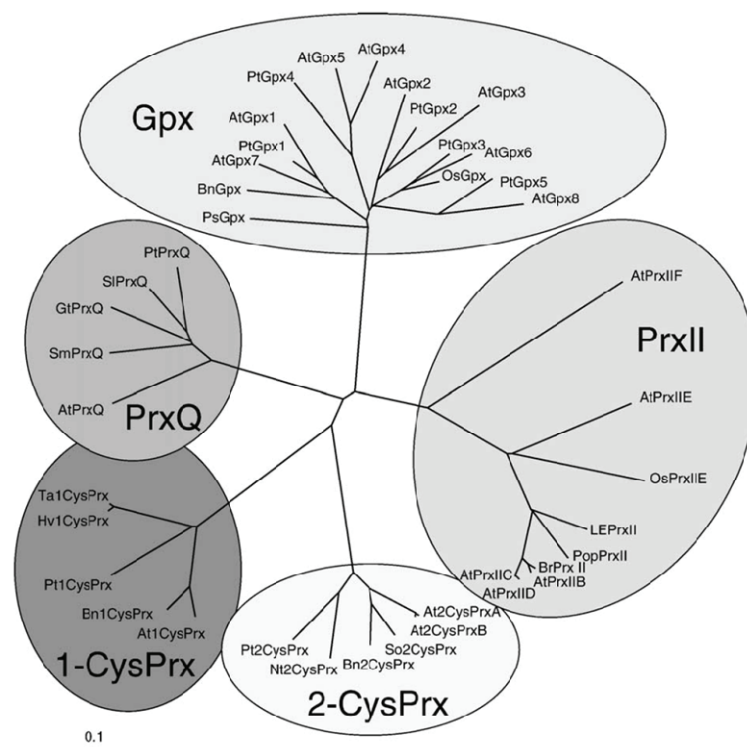 AtGpx4
AtGpx5
PtGpx4
AtGpx2
AtGpx3
PtGpx2
Gpx
AtGpx1
PtGpx1
PtGpx3
AtGpx6
AtGpx7
OsGpx
PtGpx5
BnGpx
AtGpx8
PsGpx
PtPrxQ
SlPrxQ
GtPrxQ
SmPrxQ
AtPrxQ
PrxQ
AtPrxIIF
PrxII
AtPrxIIE
OsPrxIIE
LEPrxII
PopPrxII
BrPrx II
AtPrxIIC
AtPrxIIB
AtPrxIID
Ta1CysPrx
Hv1CysPrx
Pt1CysPrx
Bn1CysPrx
At1CysPrx
1-CysPrx
At2CysPrxA
At2CysPrxB
So2CysPrx
Pt2CysPrx
Bn2CysPrx
Nt2CysPrx
2-CysPrx
0.1